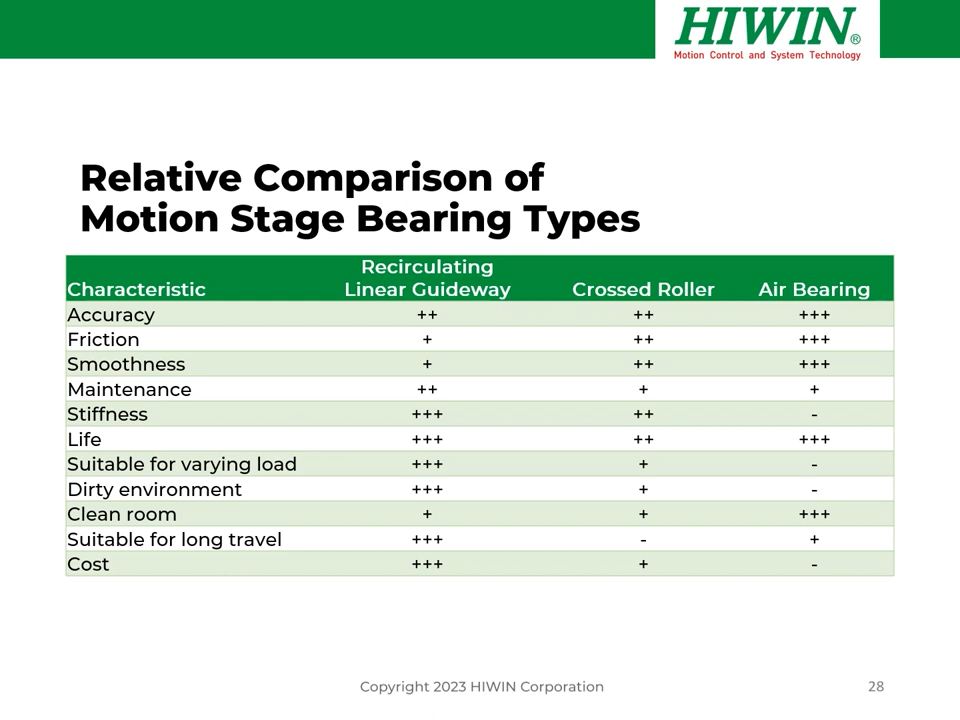 HIWIN®
Motion Control and System Technology
Relative Comparison of
Motion Stage Bearing Types
Characteristic Recirculating Linear Guideway Crossed Roller Air Bearing
Accuracy ++ ++ +++
Friction + ++ +++
Smoothness + ++ +++
Maintenance ++ + +
Stiffness +++ ++ -
Life +++ ++ +++
Suitable for varying load +++ + -
Dirty environment +++ + -
Clean room + + +++
Suitable for long travel +++ - +
Cost +++ + -
Copyright 2023 HIWIN Corporation 28